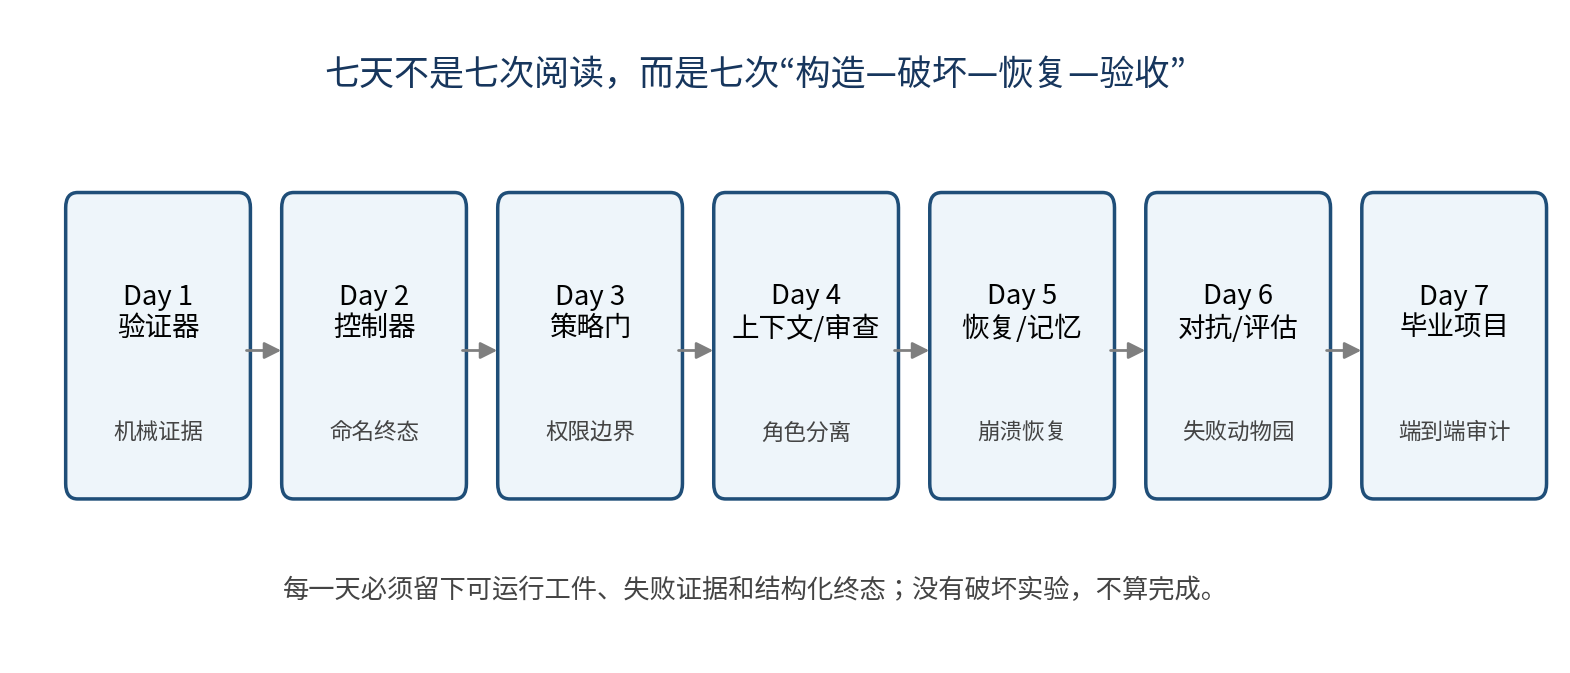 七天不是七次阅读，而是七次“构造—破坏—恢复—验收”
Day 1
验证器
机械证据
Day 2
控制器
命名终态
Day 3
策略门
权限边界
Day 4
上下文/审查
角色分离
Day 5
恢复/记忆
崩溃恢复
Day 6
对抗/评估
失败动物园
Day 7
毕业项目
端到端审计
每一天必须留下可运行工件、失败证据和结构化终态；没有破坏实验，不算完成。